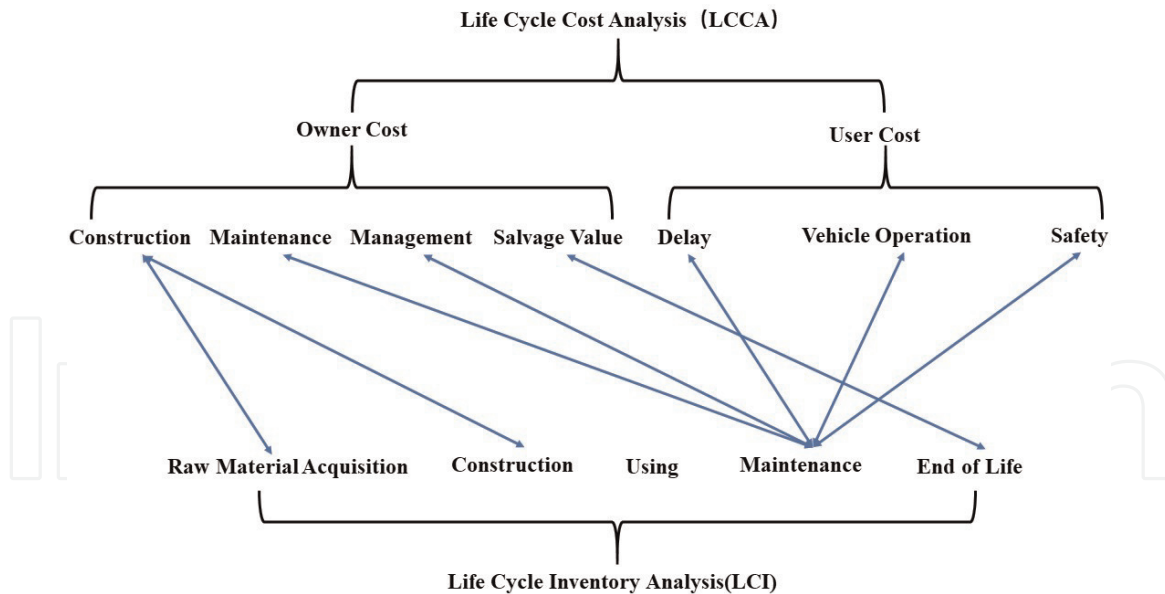 Life Cycle Cost Analysis（LCCA）
Owner Cost
User Cost
Construction Maintenance Management Salvage Value Delay Vehicle Operation Safety
Raw Material Acquisition Construction Using Maintenance End of Life
Life Cycle Inventory Analysis(LCI)